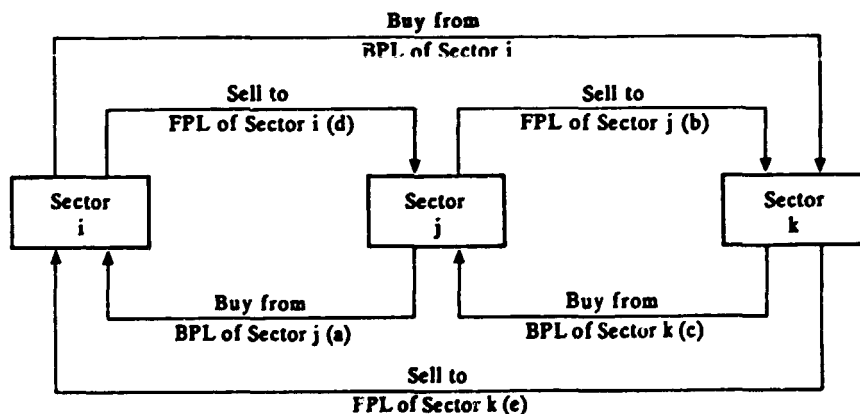 Buy from
BPL of Sector i
Sell to
FPL of Sector i (d)
Sell to
FPL of Sector j (b)
Sector
i
Sector
j
Sector
k
Buy from
BPL of Sector j (a)
Buy from
BPL of Sector k (c)
Sell to
FPL of Sector k (e)